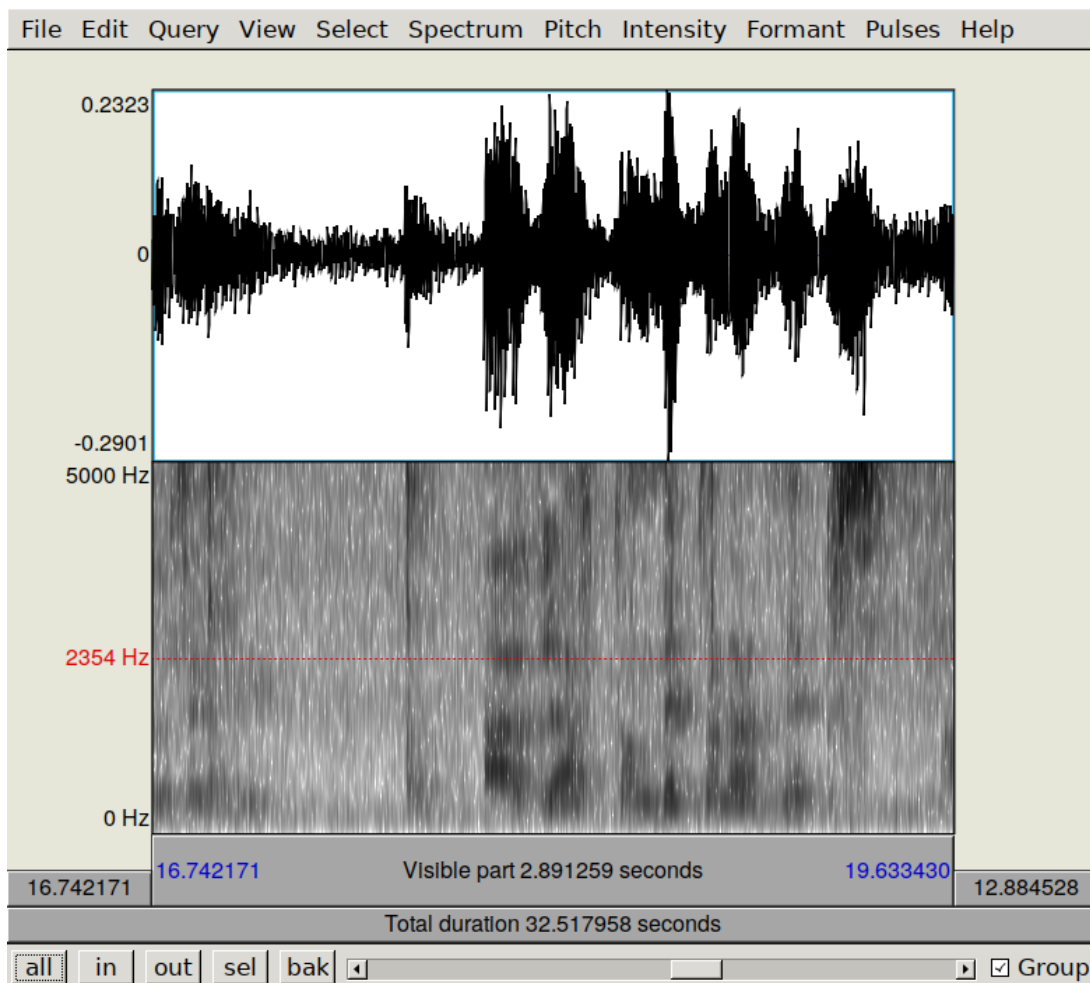 File Edit Query View Select Spectrum Pitch Intensity Formant Pulses Help
0.2323
0
-0.2901
5000 Hz
2354 Hz
0 Hz
16.742171 Visible part 2.891259 seconds 19.633430
16.742171 12.884528
Total duration 32.517958 seconds
all in out sel bak Group